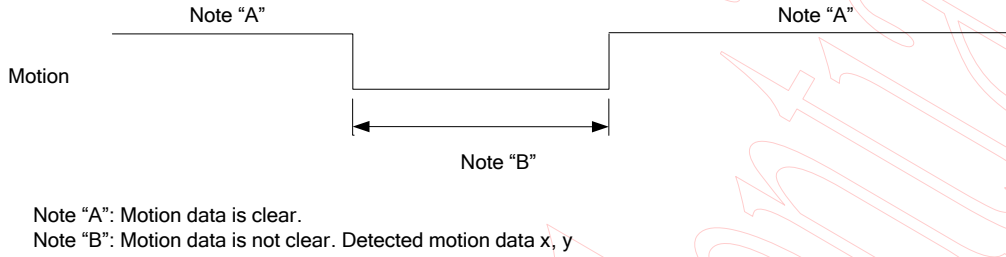 Note “A”
Note “A”
Motion
Note “B”
Note “A”: Motion data is clear.
Note “B”: Motion data is not clear. Detected motion data x, y